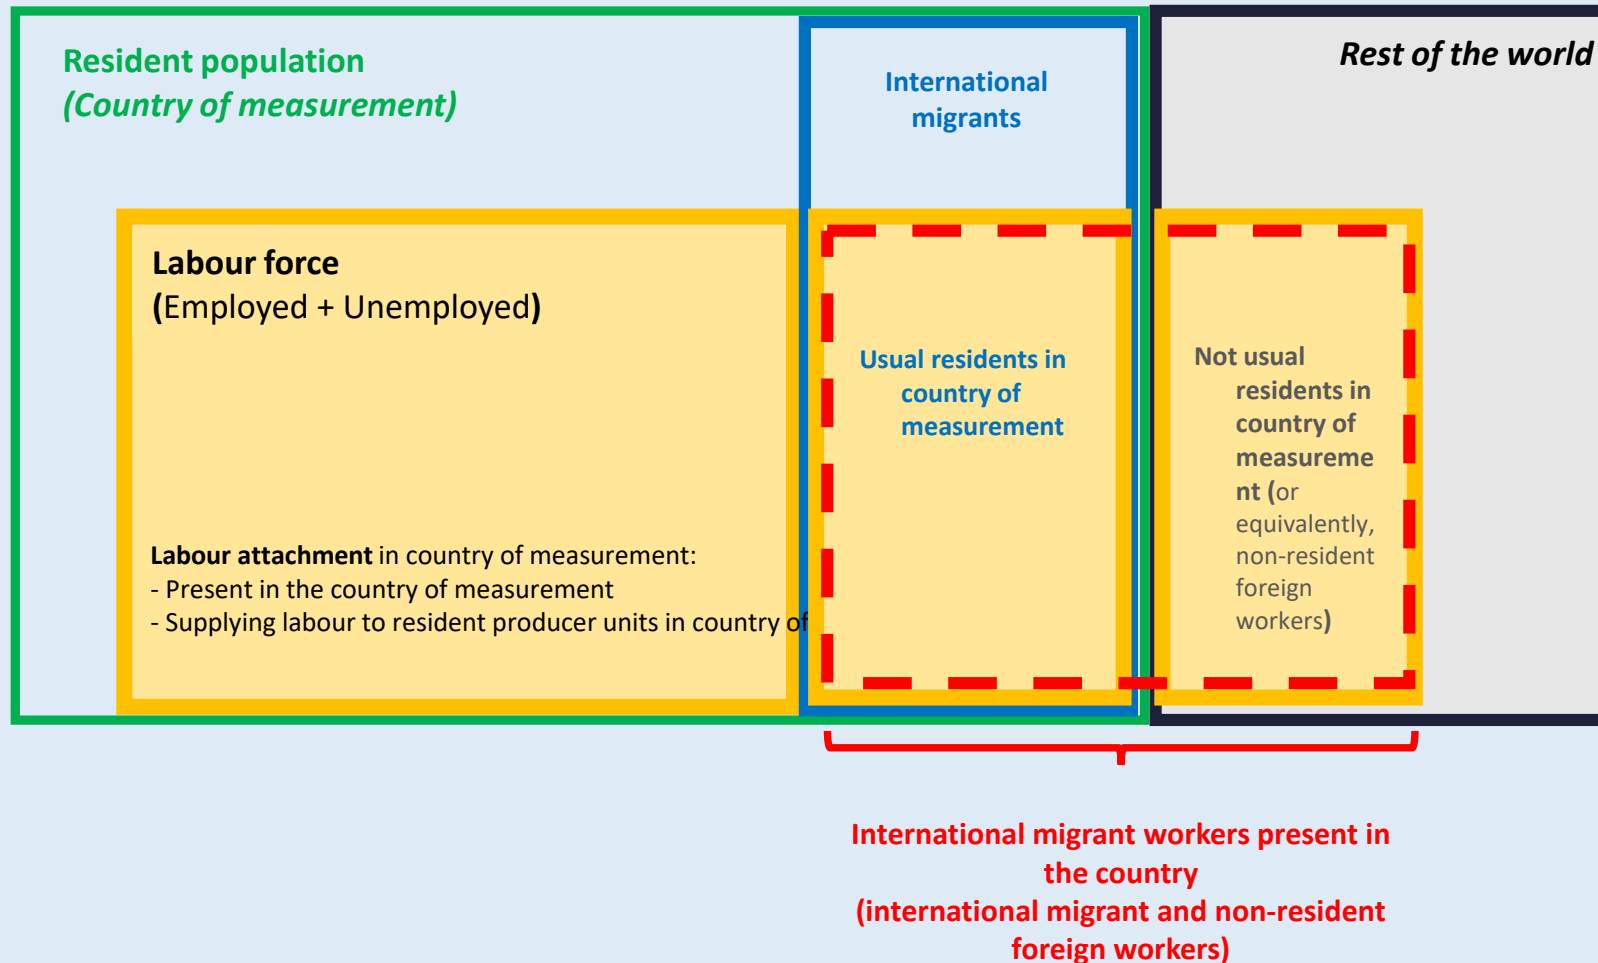 Resident population
(Country of measurement)
International
migrants
Rest of the world
Labour force
(Employed + Unemployed)
Labour attachment in country of measurement:
- Present in the country of measurement
- Supplying labour to resident producer units in country of
Usual residents in
country of
measurement
Not usual
residents in
country of
measureme
nt (or
equivalently,
non-resident
foreign
workers)
International migrant workers present in
the country
(international migrant and non-resident
foreign workers)